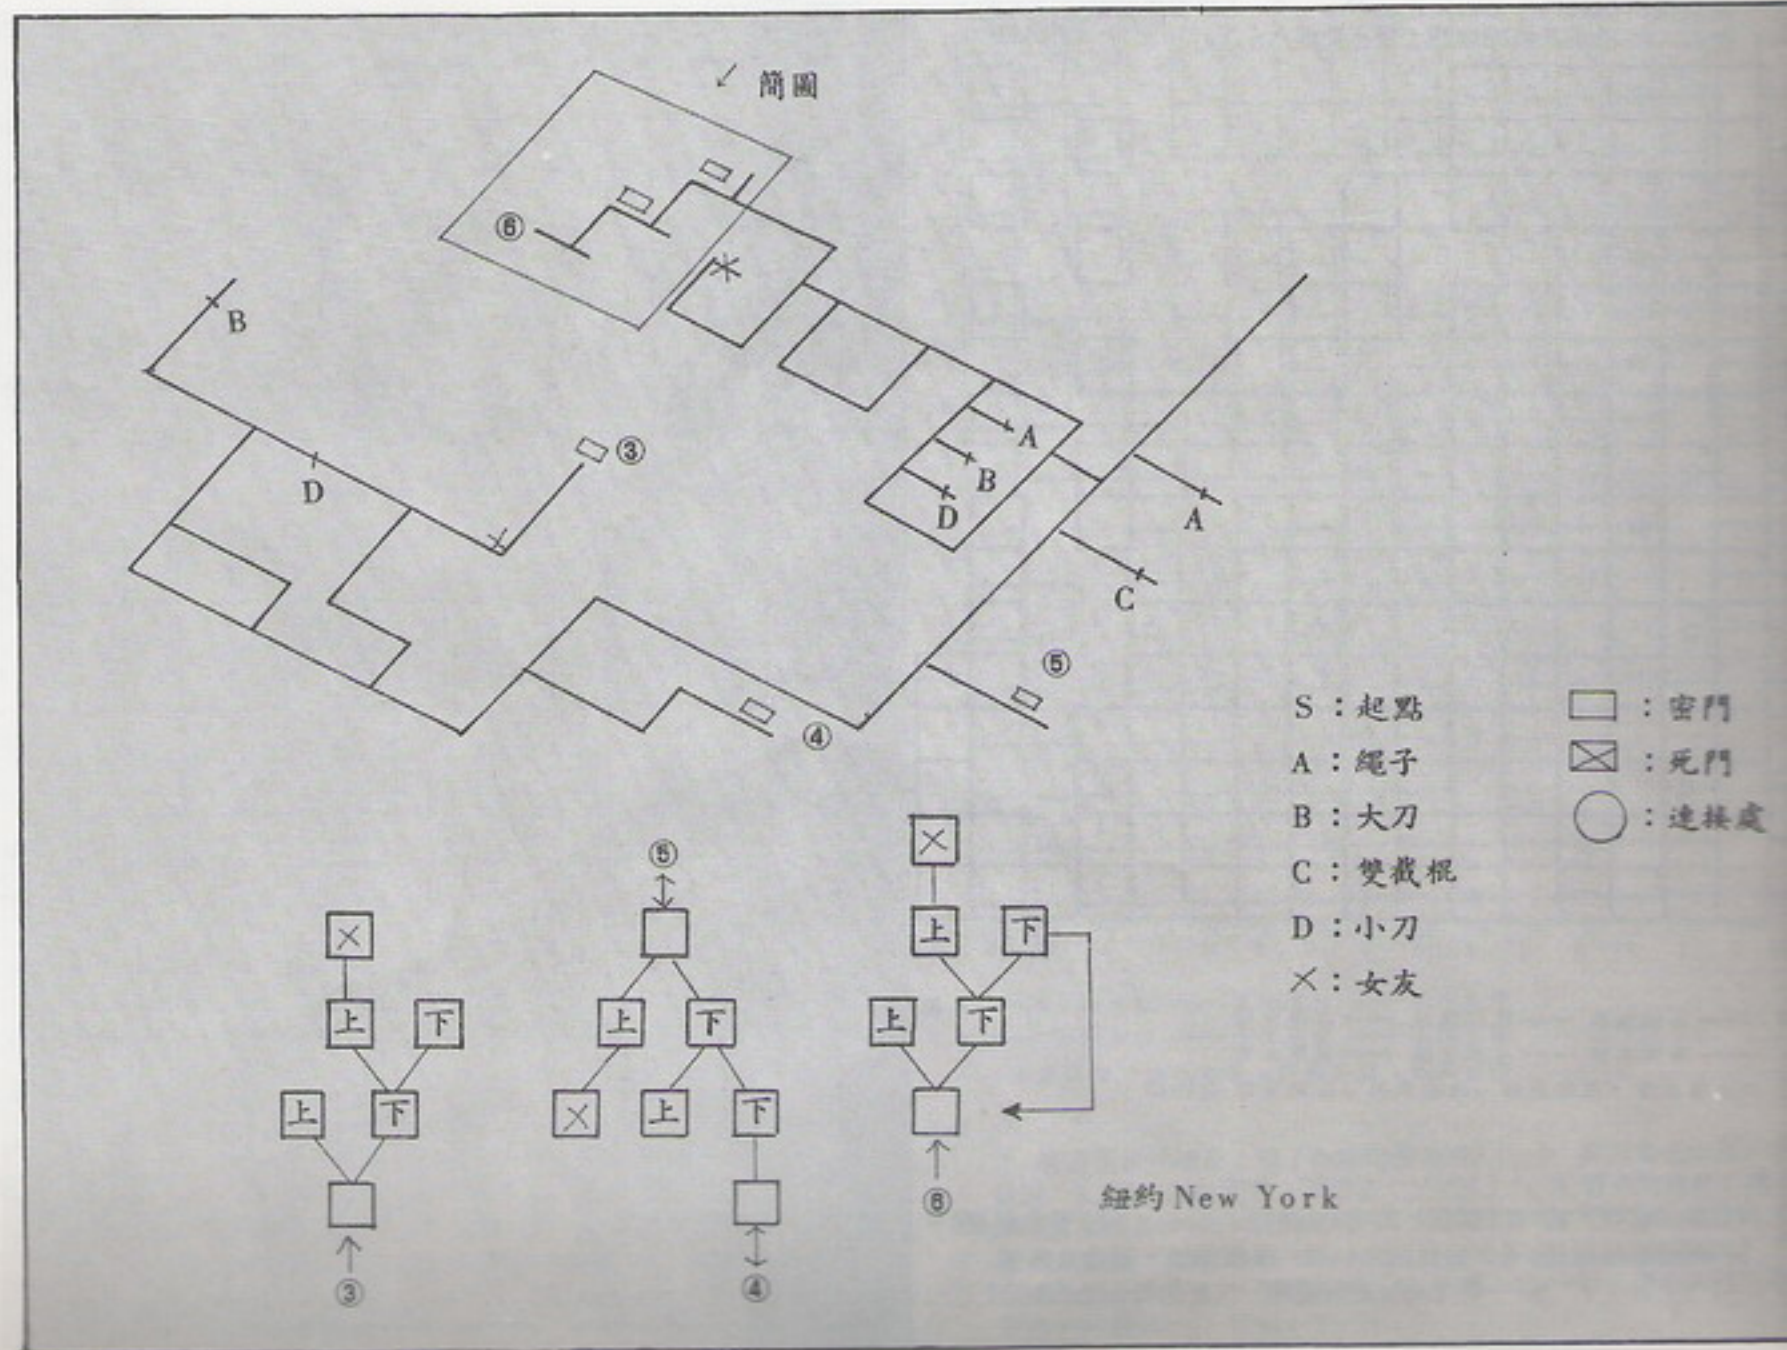 ↙ 簡圖
⑥
B
③
D
A
B
D
A
C
⑤
④
S：起點
A：繩子
B：大刀
C：雙截棍
D：小刀
×：女友
：密門
：死門
：連接處
×
上 下
上 下
③
⑤
上 下
× 上 下
④
×
上 下
上 下
⑥
紐約 New York